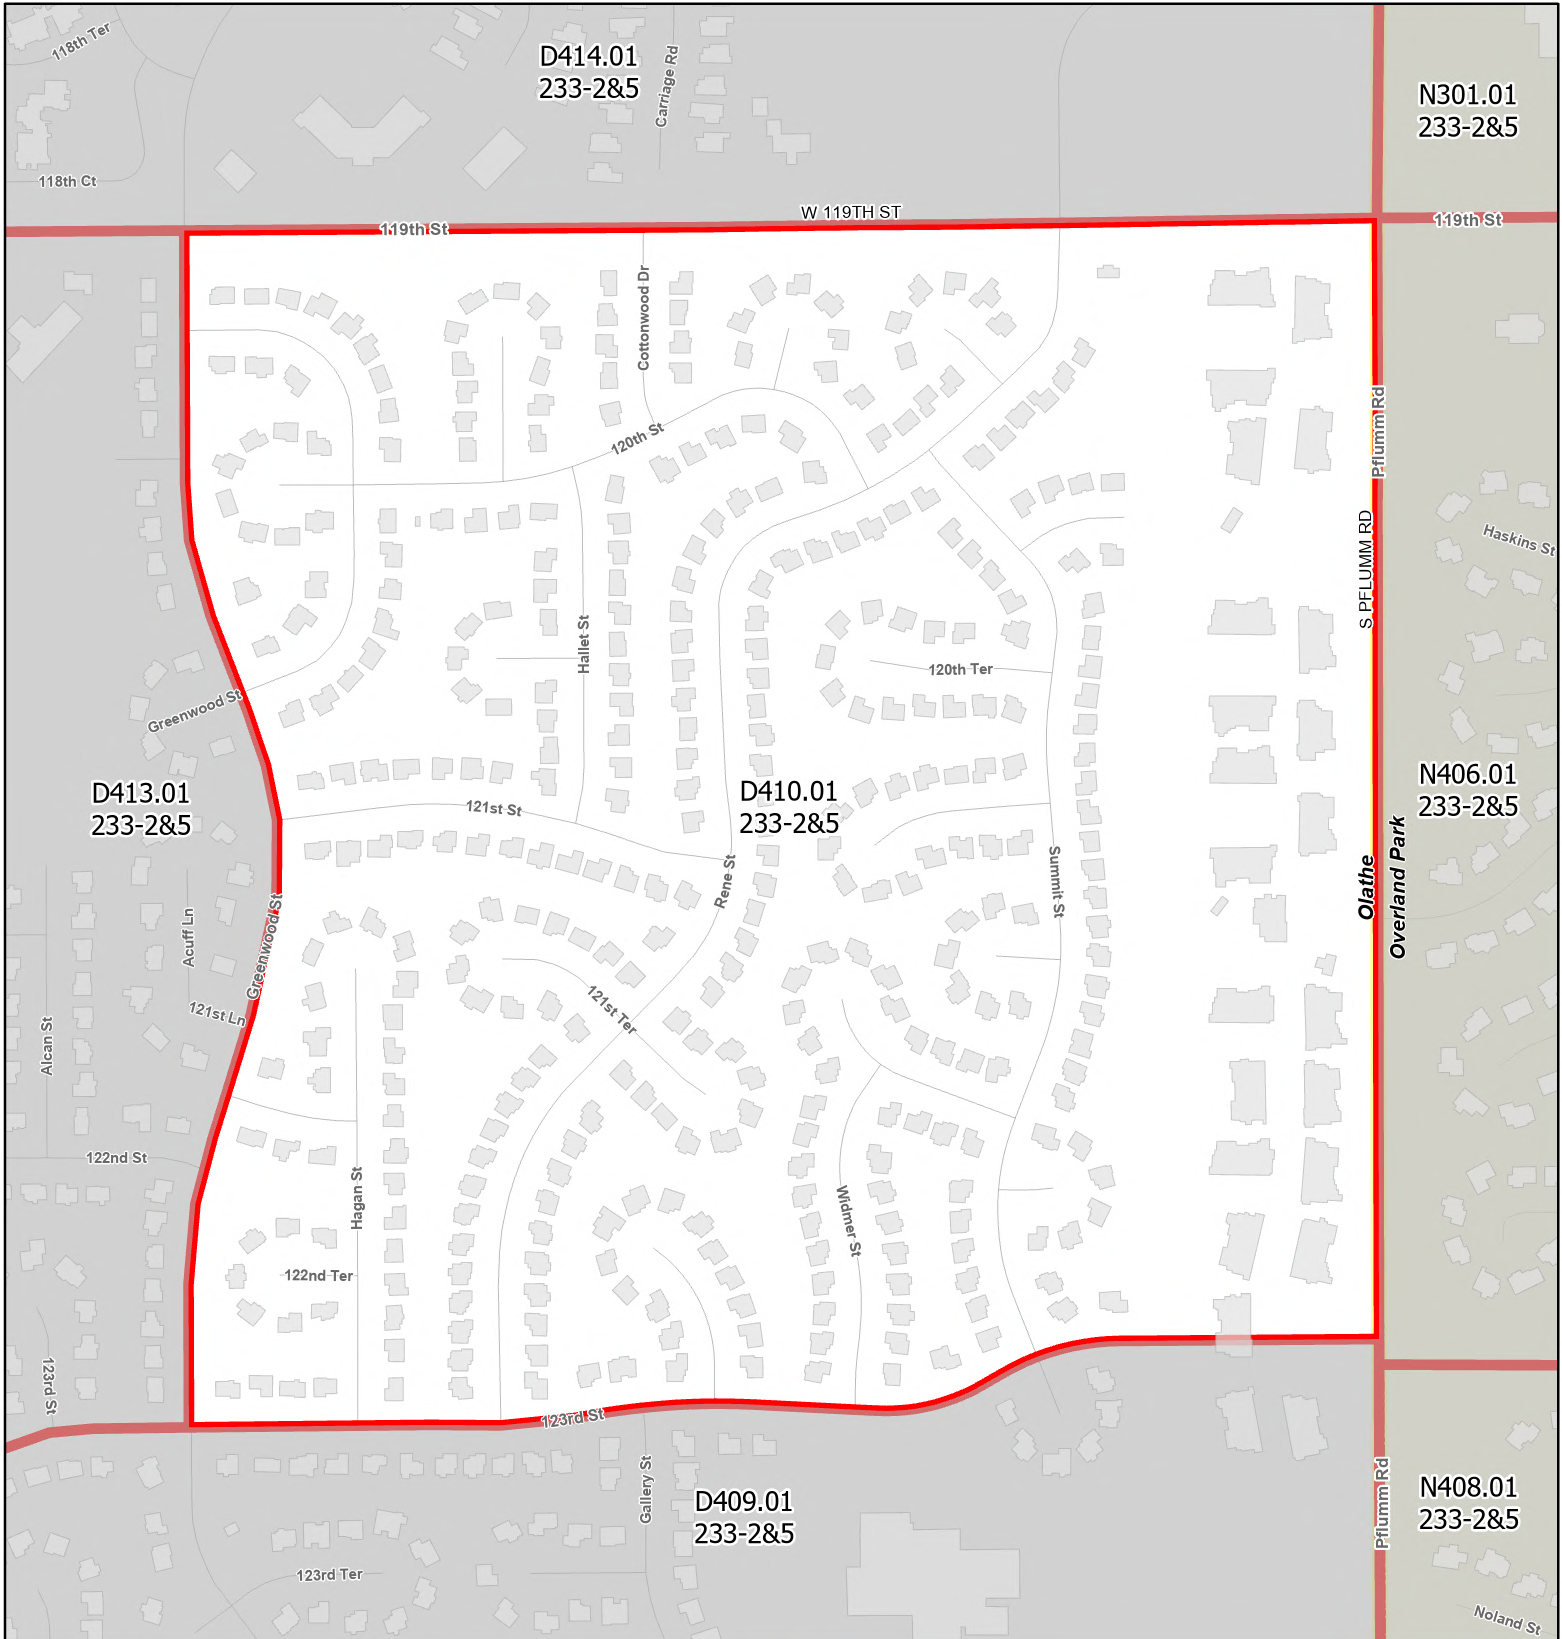 118th Ter
D414.01
233-2&5
Carriage Rd
N301.01
233-2&5
118th Ct
W 119TH ST
119th St
119th St
Cottonwood Dr
Pflumm Rd
120th St
S PFLUMM RD
Haskins St
Hallet St
120th Ter
Greenwood St
D413.01
233-2&5
121st St
D410.01
233-2&5
N406.01
233-2&5
Rene St
Summit St
Olathe
Overland Park
Acuff Ln
Greenwood St
121st Ln
121st Ter
Alcan St
122nd St
Hagan St
Widmer St
122nd Ter
123rd St
123rd St
Gallery St
D409.01
233-2&5
Pflumm Rd
N408.01
233-2&5
123rd Ter
Noland St